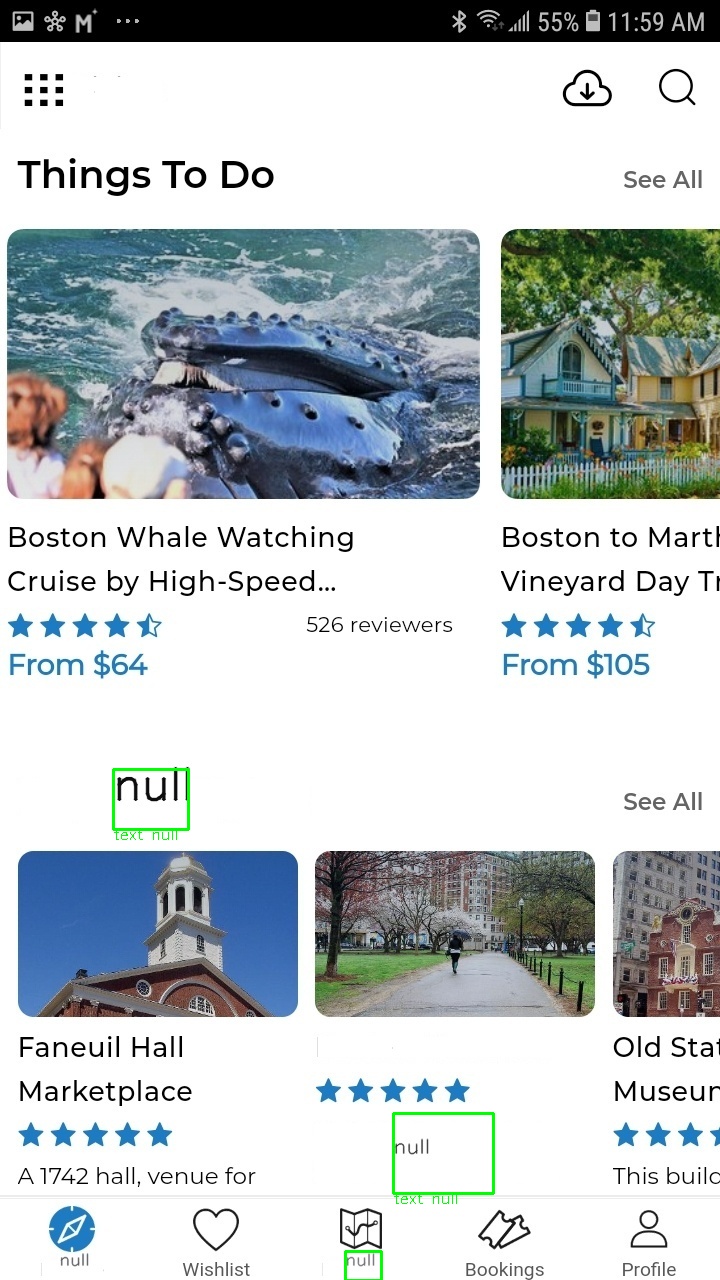 55% 11:59 AM
Things To Do
See All
Boston Whale Watching
Cruise by High-Speed...
526 reviewers
From $64
Boston to Marth
Vineyard Day Tr
From $105
null
text null
See All
Faneuil Hall
Marketplace
A 1742 hall, venue for
null
text null
Old Stat
Museum
This build
null
Wishlist
null
Bookings
Profile